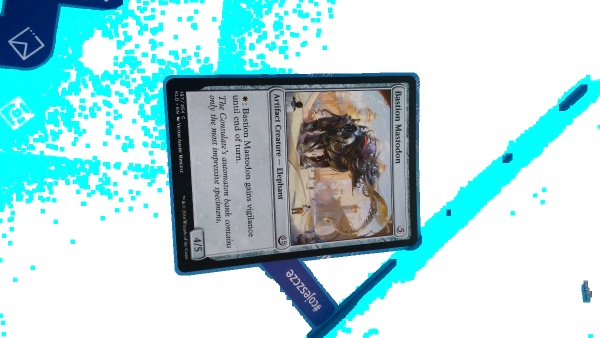 Bastion Mastodon
5
Artifact Creature — Elephant
: Bastion Mastodon gains vigilance
until end of turn.
The Consulate's automaton bank contains
only the most impressive specimens.
4/5
#cojeszcze